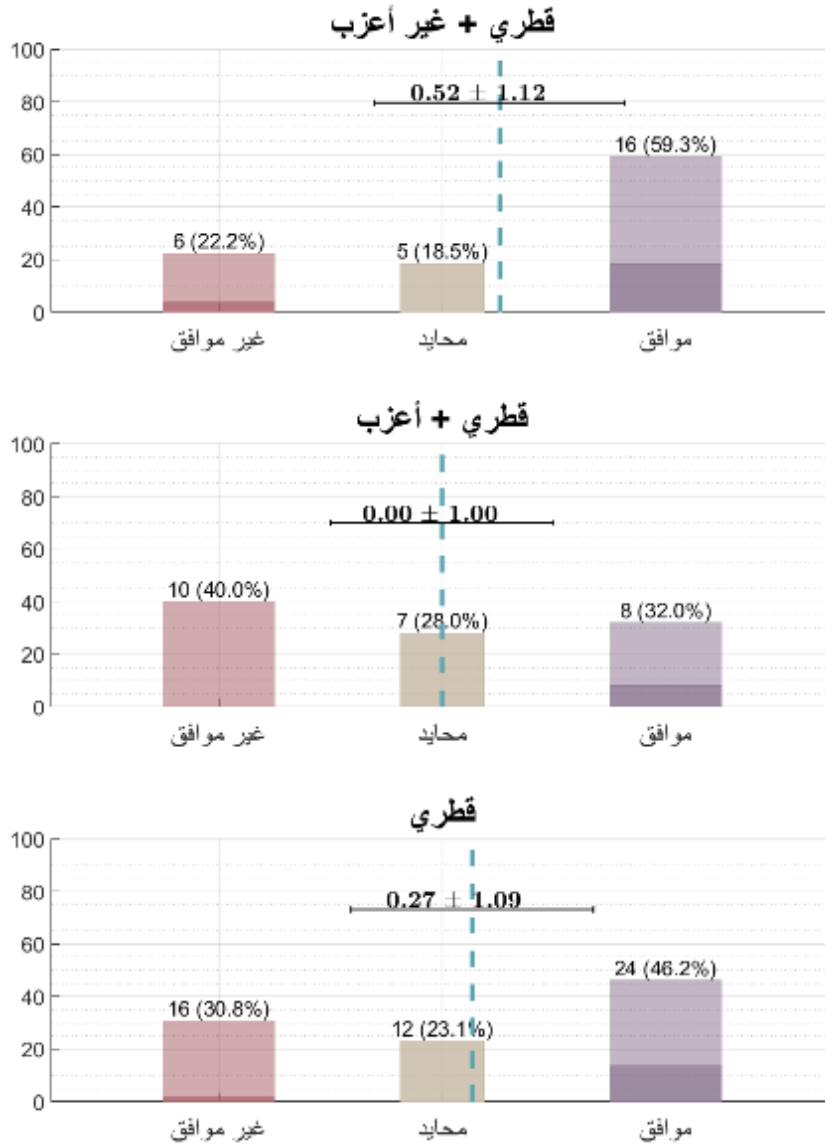 قطري + غير أعزب
100
0.52 ± 1.12
80
16 (59.3%)
60
40
6 (22.2%)
5 (18.5%)
20
0
غير موافق
محايد
موافق
قطري + أعزب
100
80
0.00 ± 1.00
60
10 (40.0%)
40
7 (28.0%)
8 (32.0%)
20
0
غير موافق
محايد
موافق
قطري
100
80
0.27 ± 1.09
60
24 (46.2%)
40
16 (30.8%)
12 (23.1%)
20
0
غير موافق
محايد
موافق